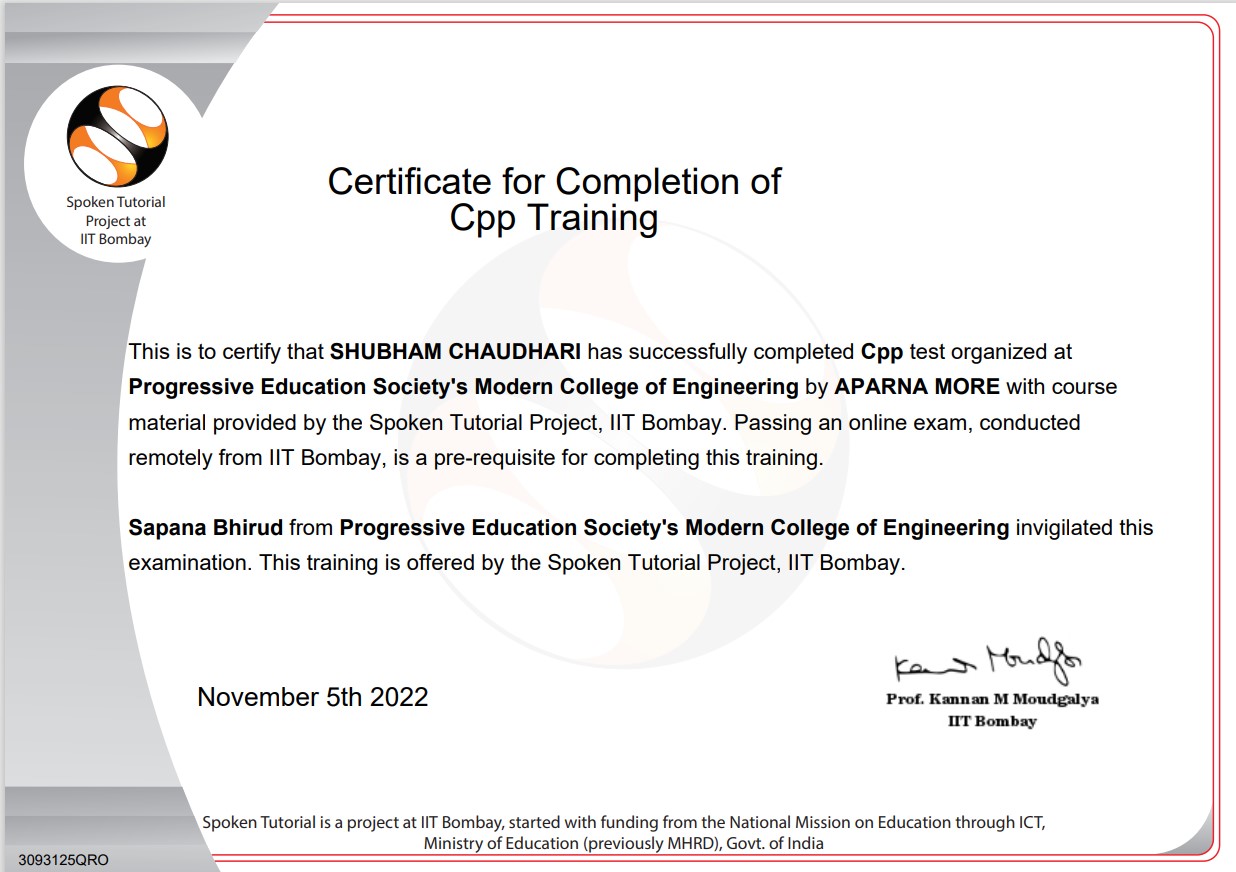 Spoken Tutorial
Project at
IIT Bombay
Certificate for Completion of
Cpp Training
This is to certify that SHUBHAM CHAUDHARI has successfully completed Cpp test organized at
Progressive Education Society's Modern College of Engineering by APARNA MORE with course
material provided by the Spoken Tutorial Project, IIT Bombay. Passing an online exam, conducted
remotely from IIT Bombay, is a pre-requisite for completing this training.
Sapana Bhirud from Progressive Education Society's Modern College of Engineering invigilated this
examination. This training is offered by the Spoken Tutorial Project, IIT Bombay.
November 5th 2022
Prof. Kannan M Moudgalya
IIT Bombay
Spoken Tutorial is a project at IIT Bombay, started with funding from the National Mission on Education through ICT,
Ministry of Education (previously MHRD), Govt. of India
3093125QRO